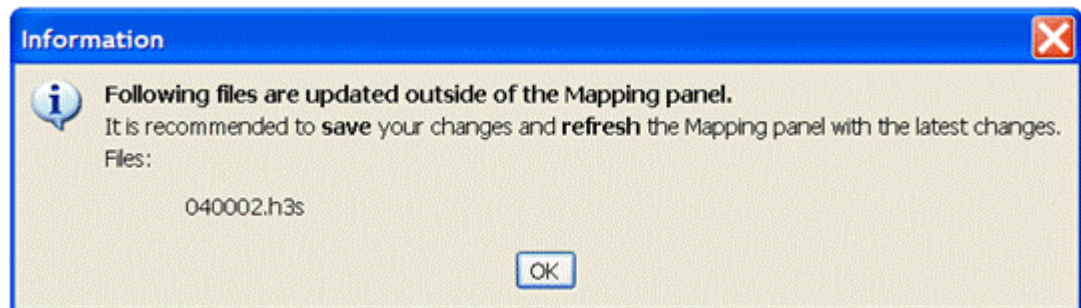 Information
Following files are updated outside of the Mapping panel.
It is recommended to save your changes and refresh the Mapping panel with the latest changes.
Files:
040002.h3s
OK